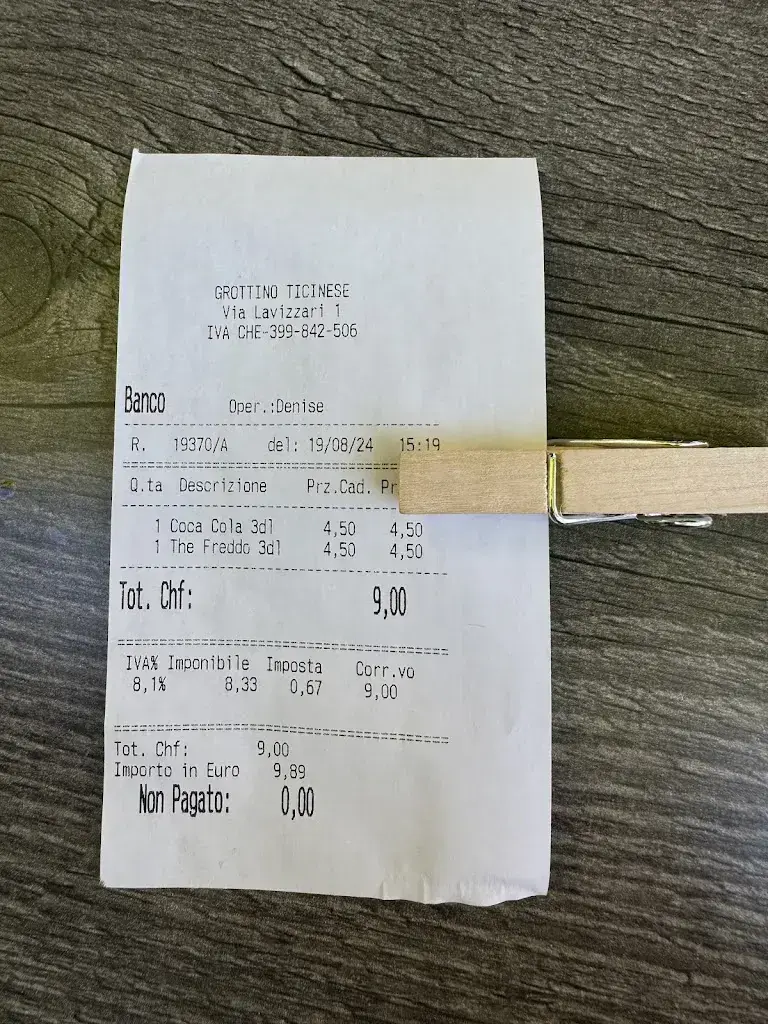 GROTTINO TICINESE
Via Lavizzari 1
IVA CHE-399-842-506
Banco Oper.:Denise
R. 19370/A del: 19/08/24 15:19
Q.ta Descrizione Prz.Cad.
1 Coca Cola 3dl 4,50 4,50
1 The Freddo 3dl 4,50 4,50
Tot. Chf: 9,00
IVA% Imponibile Imposta Corr.vo
8,1% 8,33 0,67 9,00
Tot. Chf: 9,00
Importo in Euro 9,89
Non Pagato: 0,00